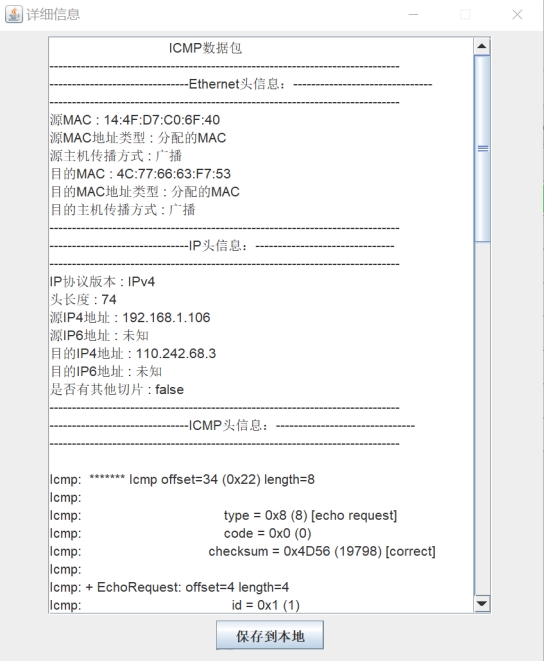 详细信息
ICMP数据包
------------------------------------------------------------------------------
-------------------------------Ethernet头信息：-------------------------------
------------------------------------------------------------------------------
源MAC : 14:4F:D7:C0:6F:40
源MAC地址类型 : 分配的MAC
源主机传播方式 : 广播
目的MAC : 4C:77:66:63:F7:53
目的MAC地址类型 : 分配的MAC
目的主机传播方式 : 广播
------------------------------------------------------------------------------
-------------------------------IP头信息：-------------------------------
------------------------------------------------------------------------------
IP协议版本 : IPv4
头长度 : 74
源IP4地址 : 192.168.1.106
源IP6地址 : 未知
目的IP4地址 : 110.242.68.3
目的IP6地址 : 未知
是否有其他切片 : false
------------------------------------------------------------------------------
-------------------------------ICMP头信息：-------------------------------
------------------------------------------------------------------------------
Icmp:  ******* Icmp offset=34 (0x22) length=8
Icmp:
Icmp: type = 0x8 (8) [echo request]
Icmp: code = 0x0 (0)
Icmp: checksum = 0x4D56 (19798) [correct]
Icmp:
Icmp: + EchoRequest: offset=4 length=4
Icmp: id = 0x1 (1)
保存到本地